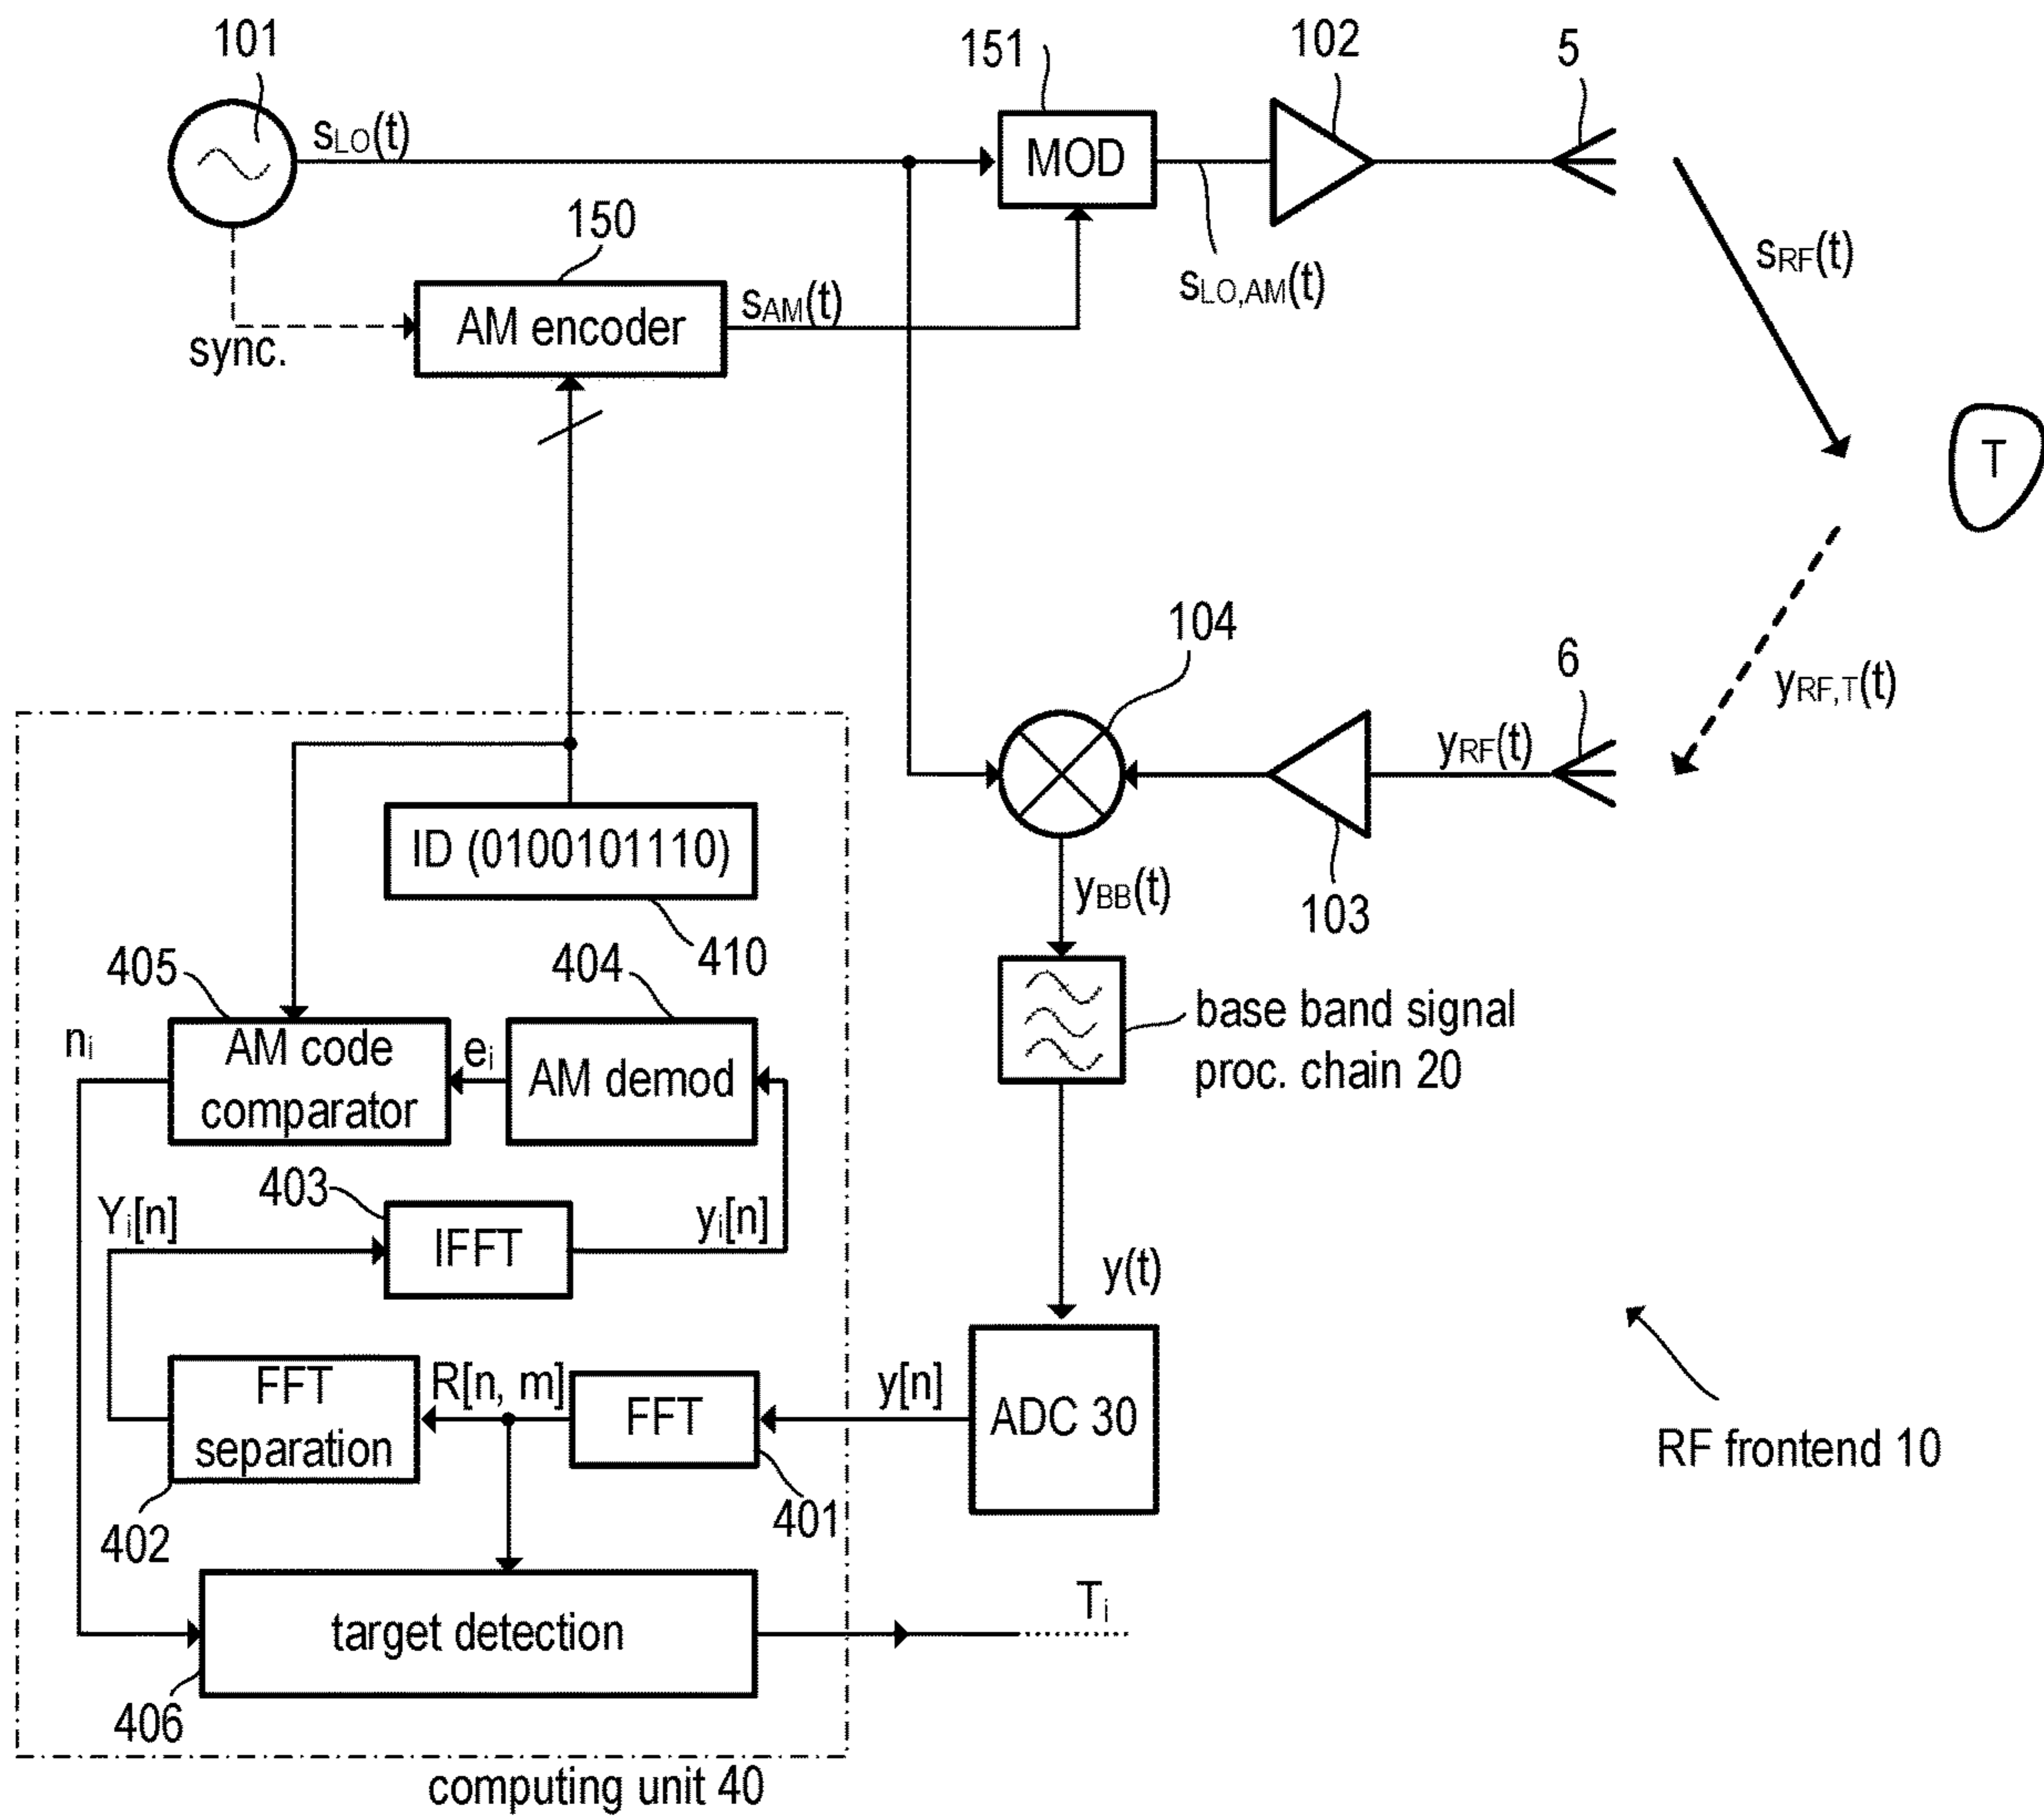 101
151
102
5
sLO(t)
MOD
150
sRF(t)
AM encoder
sAM(t)
sLO,AM(t)
sync.
T
104
6
yRF,T(t)
yRF(t)
ID (0100101110)
yBB(t)
103
410
405
404
ni
AM code
comparator
ei
AM demod
base band signal
proc. chain 20
403
Yi[n]
IFFT
yi[n]
y(t)
FFT
separation
R[n, m]
FFT
y[n]
ADC 30
RF frontend 10
402
401
target detection
Ti
406
computing unit 40